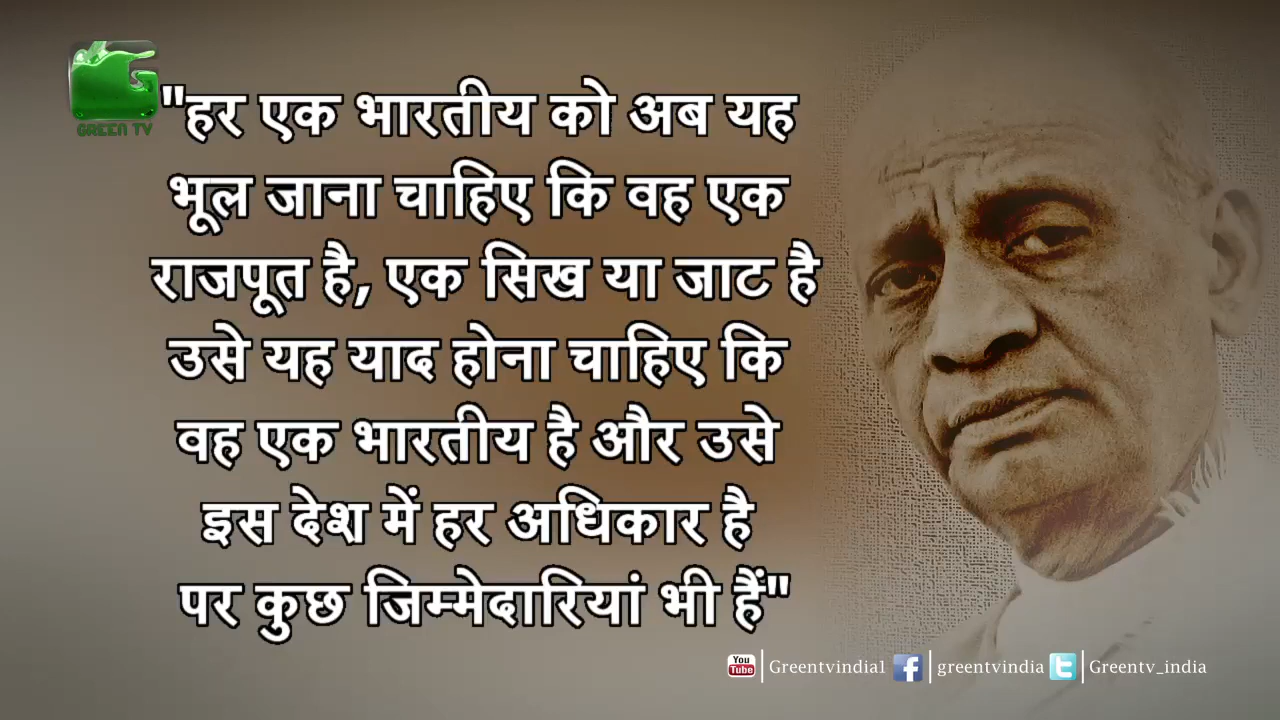 GREEN TV
"हर एक भारतीय को अब यह
भूल जाना चाहिए कि वह एक
राजपूत है, एक सिख या जाट है
उसे यह याद होना चाहिए कि
वह एक भारतीय है और उसे
इस देश में हर अधिकार है
पर कुछ जिम्मेदारियां भी हैं"
You Tube Greentvindia1 f greentvindia t Greentv_india